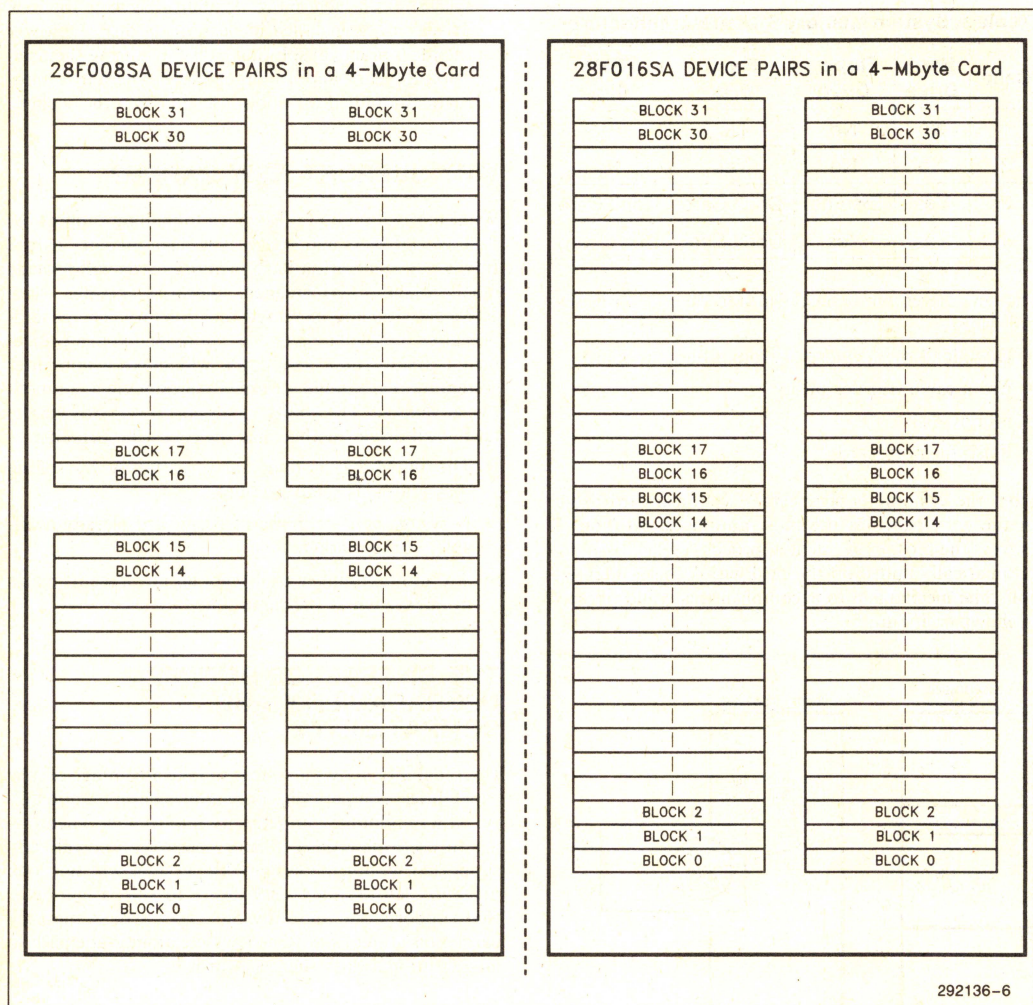 28F008SA DEVICE PAIRS in a 4-Mbyte Card
BLOCK 31 BLOCK 31
BLOCK 30 BLOCK 30
BLOCK 17 BLOCK 17
BLOCK 16 BLOCK 16
BLOCK 15 BLOCK 15
BLOCK 14 BLOCK 14
BLOCK 2 BLOCK 2
BLOCK 1 BLOCK 1
BLOCK 0 BLOCK 0
28F016SA DEVICE PAIRS in a 4-Mbyte Card
BLOCK 31 BLOCK 31
BLOCK 30 BLOCK 30
BLOCK 17 BLOCK 17
BLOCK 16 BLOCK 16
BLOCK 15 BLOCK 15
BLOCK 14 BLOCK 14
BLOCK 2 BLOCK 2
BLOCK 1 BLOCK 1
BLOCK 0 BLOCK 0
292136-6